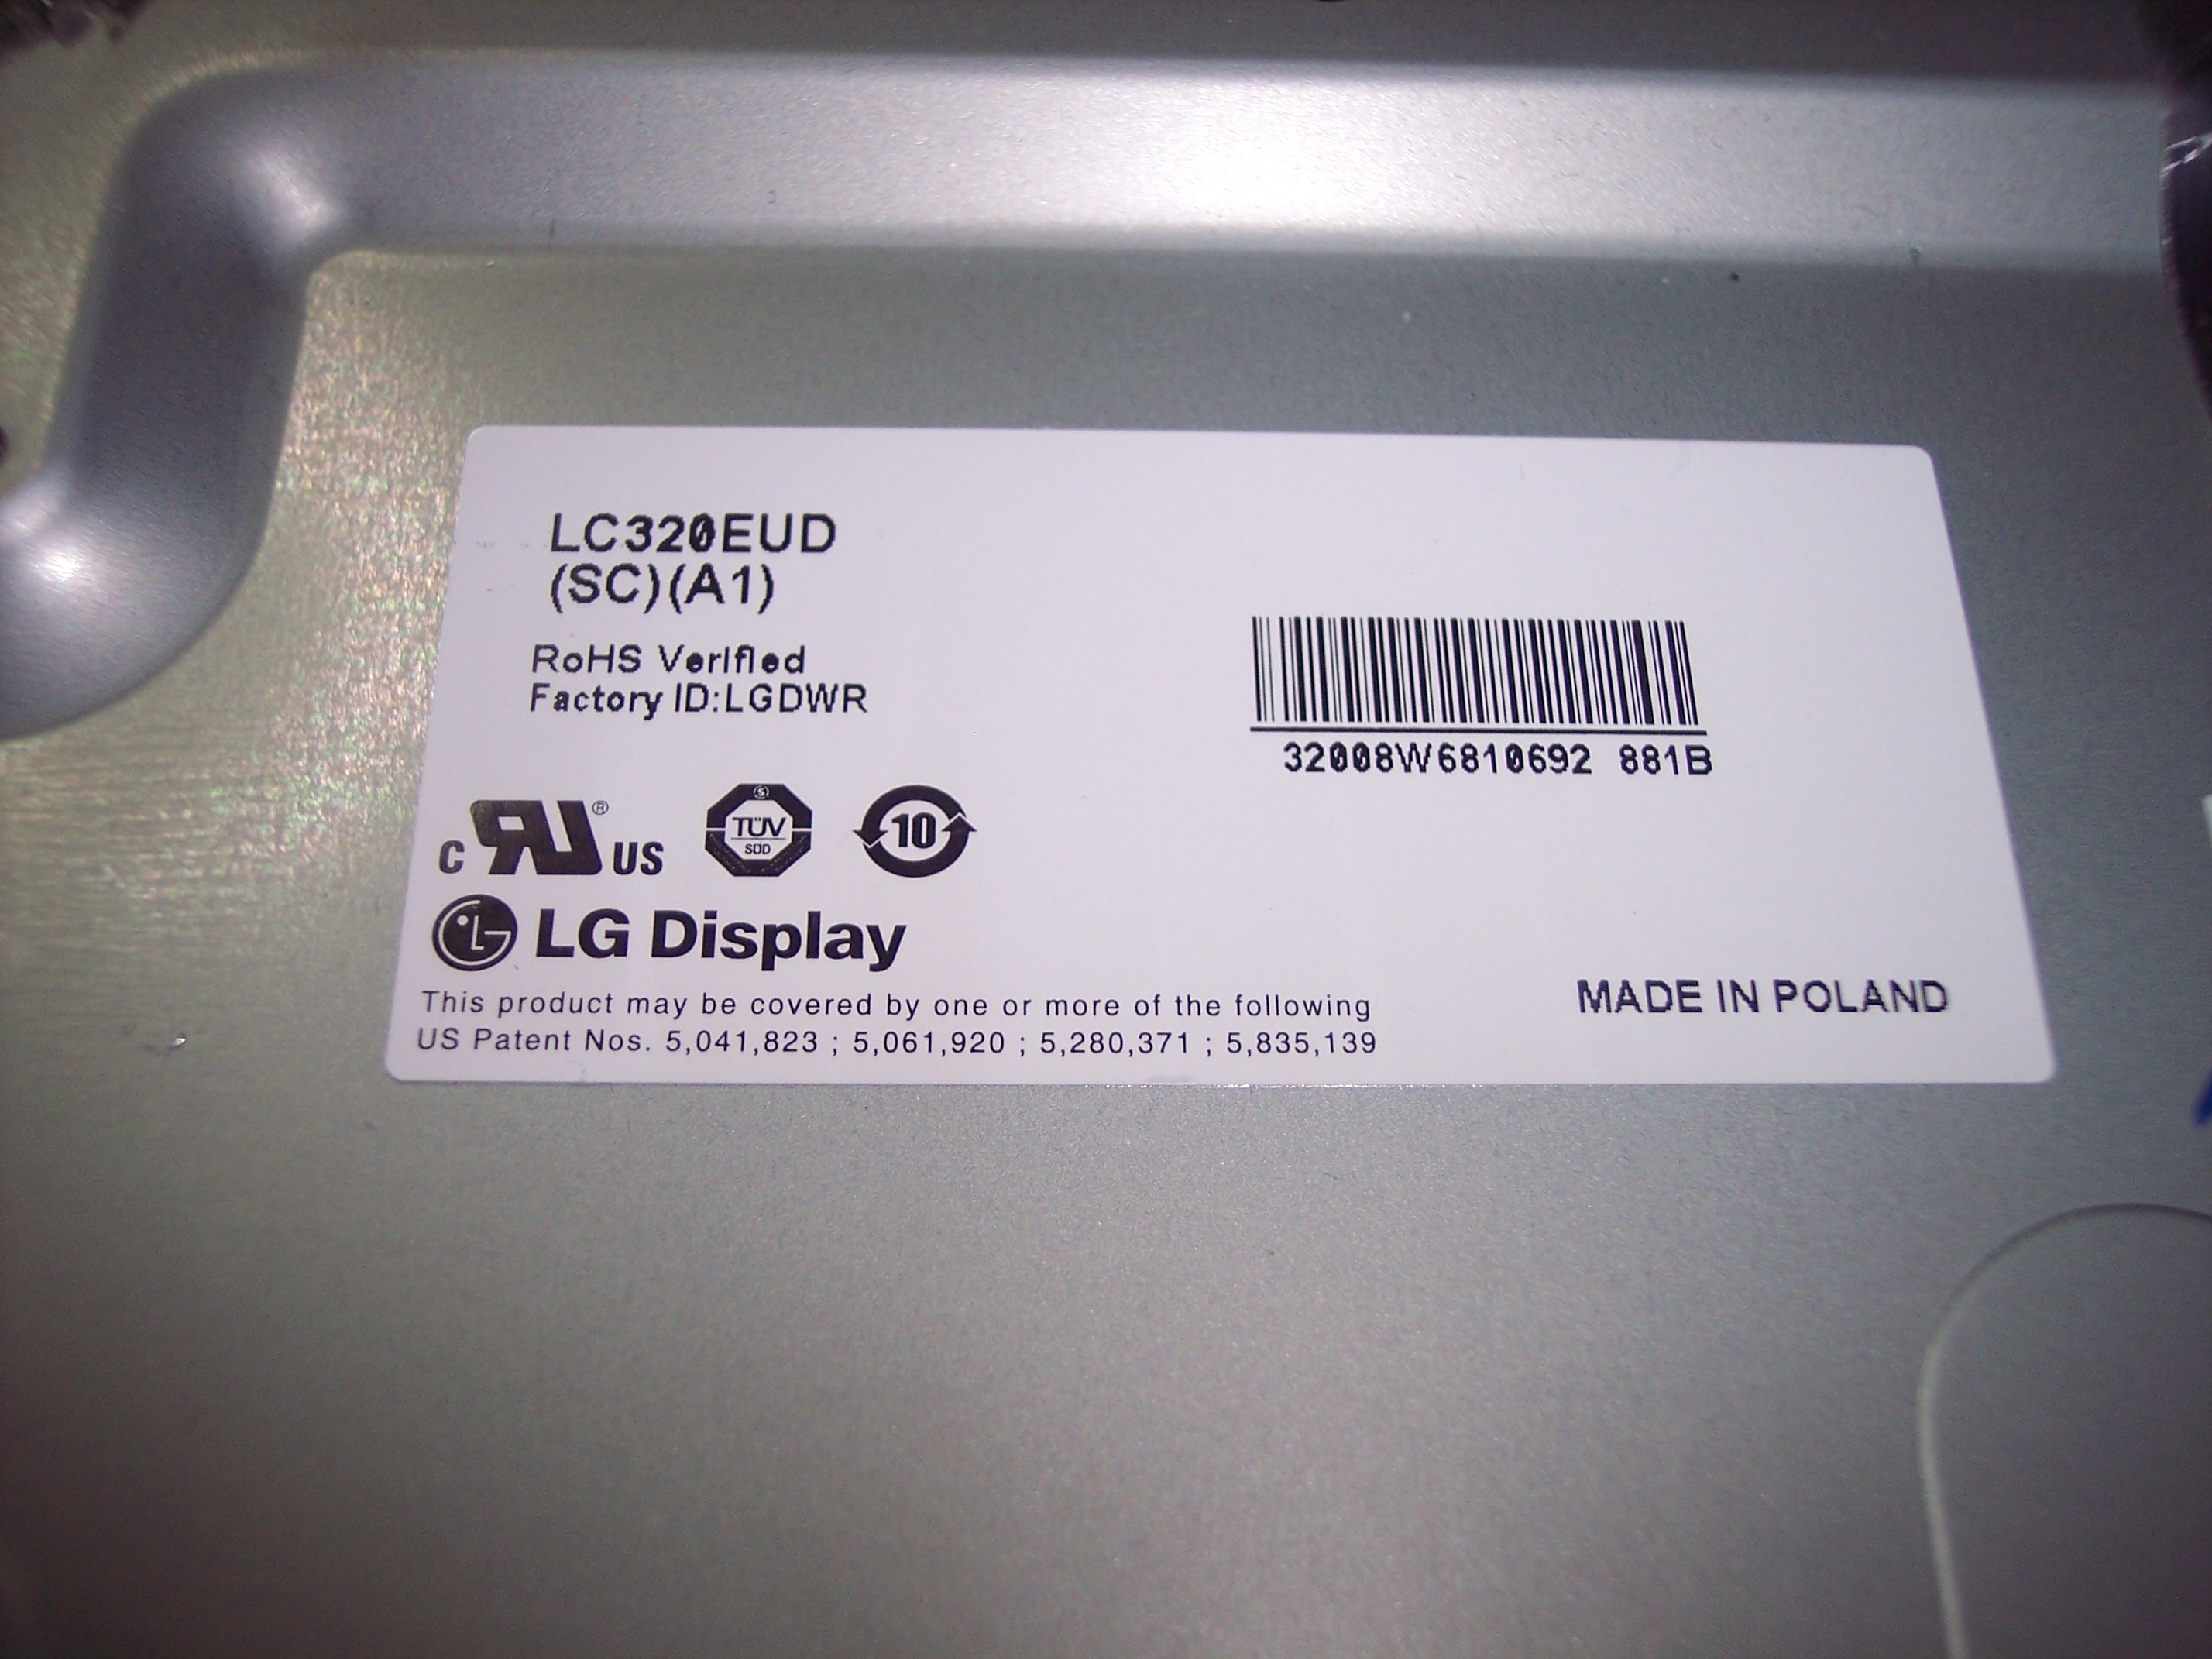 LC320EUD
(SC)(A1)
RoHS Verified
Factory ID:LGDWR
32008W6810692 881B
c RU ® US
S
TÜV
SÜD
10
LG LG Display
This product may be covered by one or more of the following
US Patent Nos. 5,041,823 ; 5,061,920 ; 5,280,371 ; 5,835,139
MADE IN POLAND